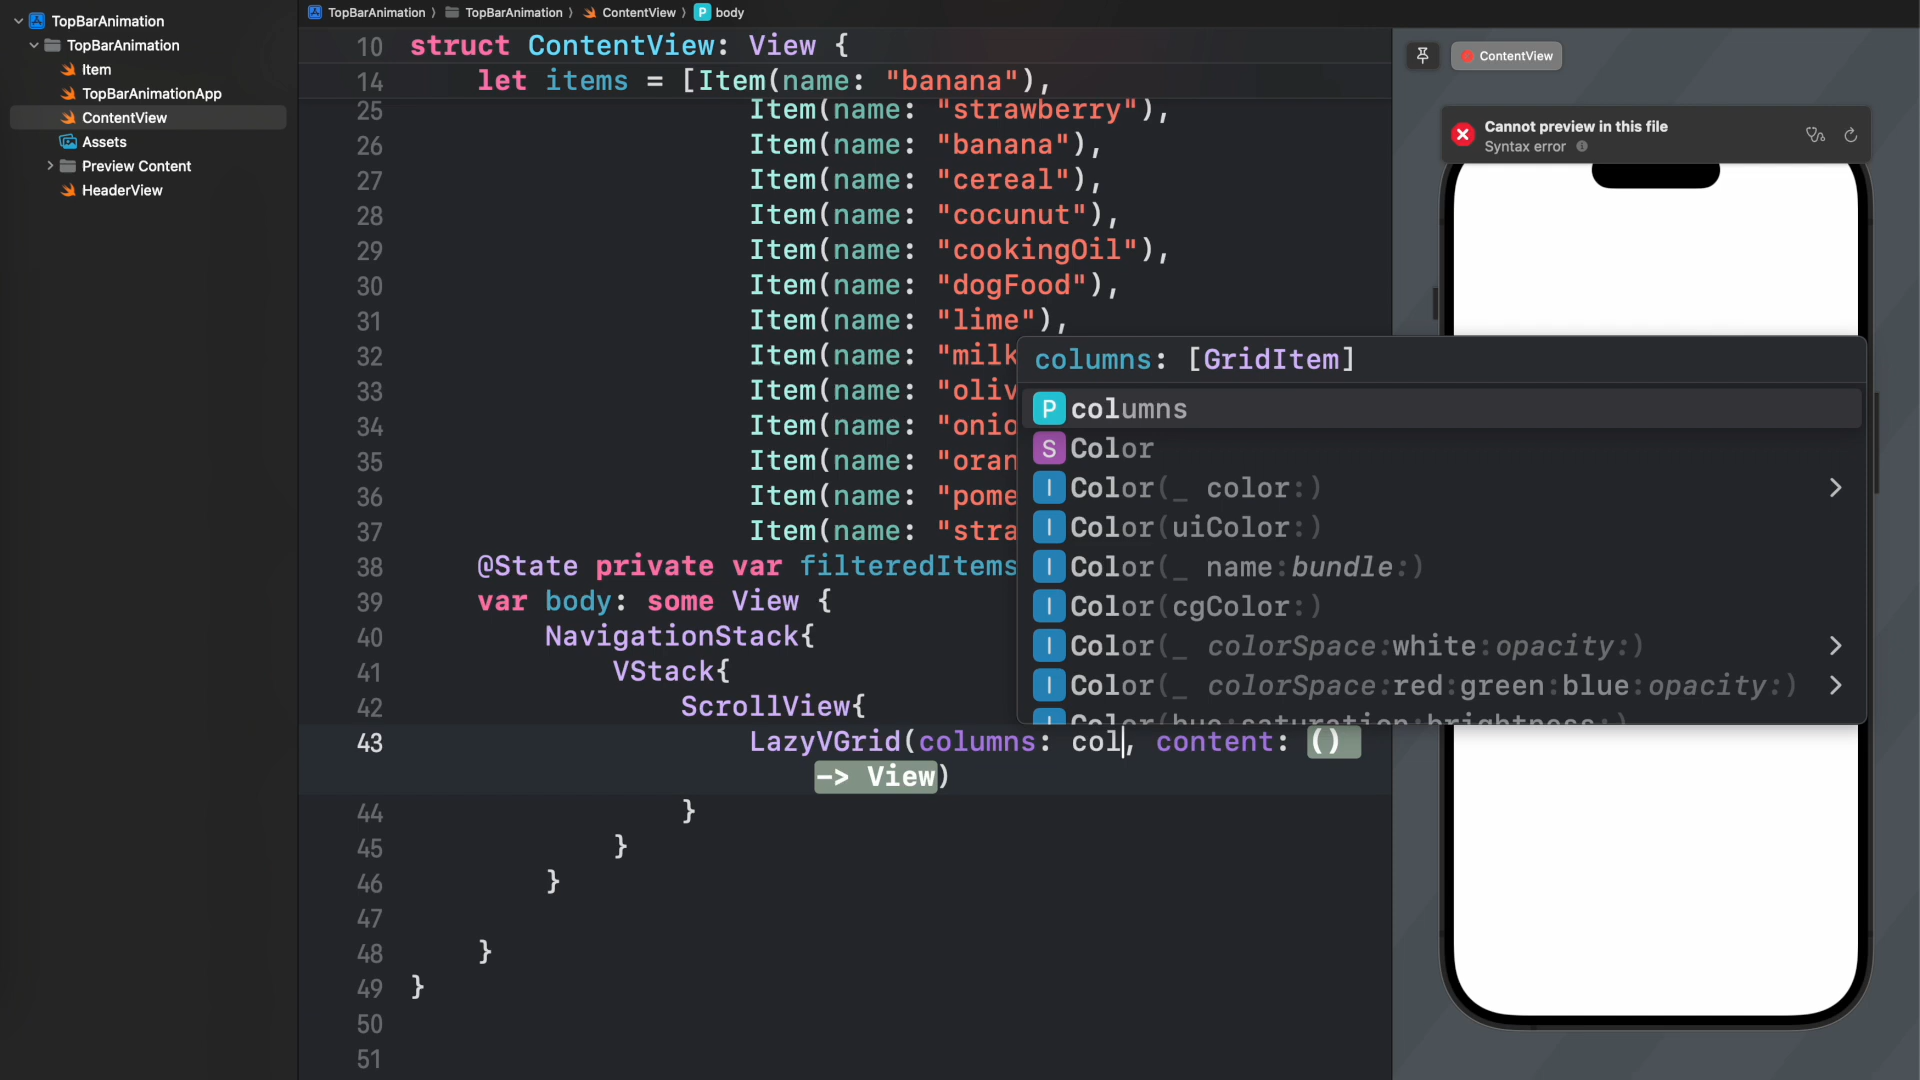 TopBarAnimation
TopBarAnimation
Item
TopBarAnimationApp
ContentView
Assets
Preview Content
HeaderView
TopBarAnimation 〉 TopBarAnimation 〉 ContentView 〉 P body
10 struct ContentView: View {
14 let items = [Item(name: "banana"),
25 Item(name: "strawberry"),
26 Item(name: "banana"),
27 Item(name: "cereal"),
28 Item(name: "cocunut"),
29 Item(name: "cookingOil"),
30 Item(name: "dogFood"),
31 Item(name: "lime"),
32 Item(name: "milk
33 Item(name: "oliv
34 Item(name: "onio
35 Item(name: "oran
36 Item(name: "pome
37 Item(name: "stra
38 @State private var filteredItems
39 var body: some View {
40 NavigationStack{
41 VStack{
42 ScrollView{
43 LazyVGrid(columns: col, content: ()
-> View)
44 }
45 }
46 }
47
48 }
49 }
50
51
columns: [GridItem]
P columns
S Color
I Color(_ color:)
I Color(uiColor:)
I Color(_ name:bundle:)
I Color(cgColor:)
I Color(_ colorSpace:white:opacity:)
I Color(_ colorSpace:red:green:blue:opacity:)
I Color(hue:saturation:brightness:)
ContentView
Cannot preview in this file
Syntax error